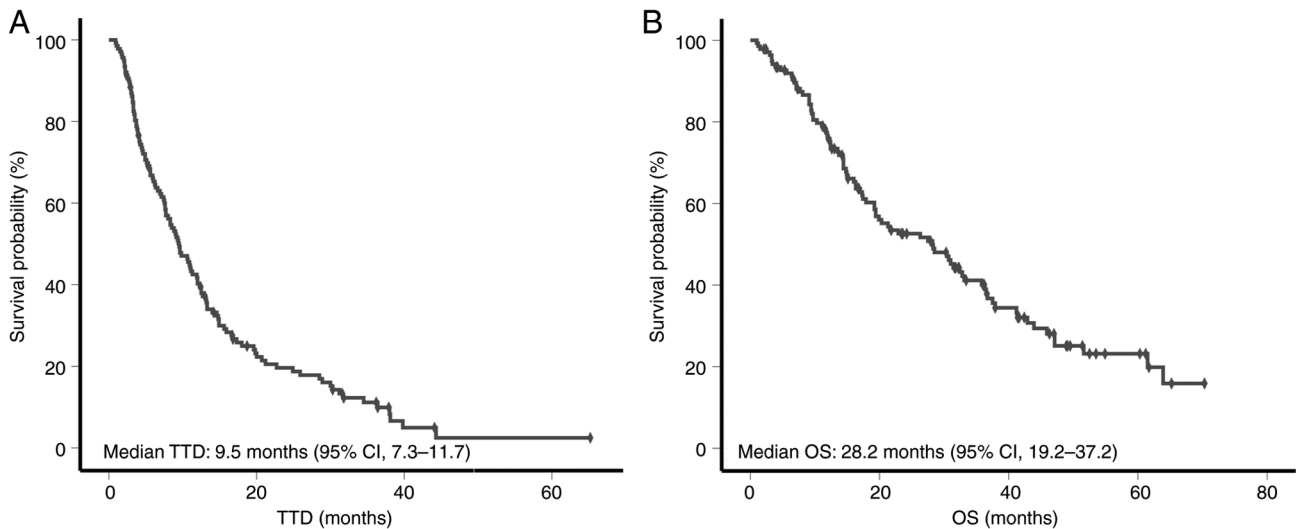 A
Survival probability (%)
100
80
60
40
20
0
Median TTD: 9.5 months (95% CI, 7.3–11.7)
0 20 40 60
TTD (months)
B
Survival probability (%)
100
80
60
40
20
0
Median OS: 28.2 months (95% CI, 19.2–37.2)
0 20 40 60 80
OS (months)